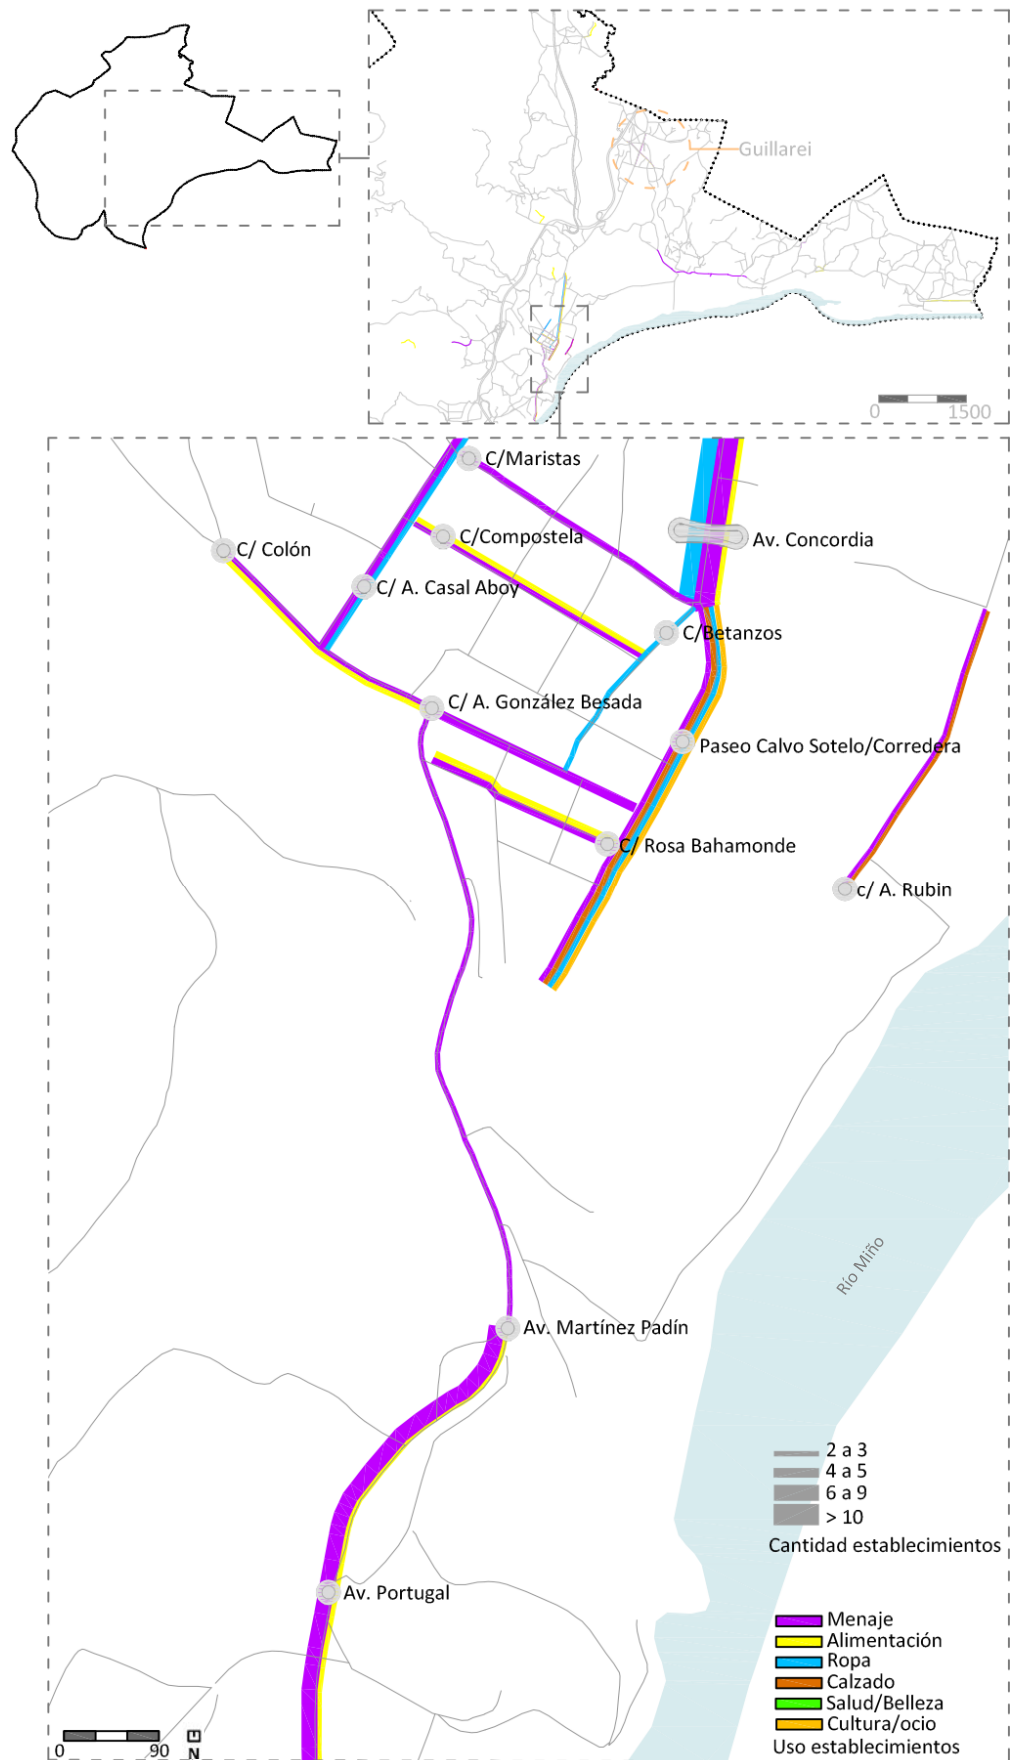 Guillarei
0 1500
C/Maristas
C/Compostela
Av. Concordia
C/ Colón
C/ A. Casal Aboy
C/Betanzos
C/ A. González Besada
Paseo Calvo Sotelo/Corredera
C/ Rosa Bahamonde
c/ A. Rubin
Río Miño
Av. Martínez Padín
2 a 3
4 a 5
6 a 9
> 10
Cantidad establecimientos
Av. Portugal
Menaje
Alimentación
Ropa
Calzado
Salud/Belleza
Cultura/ocio
Uso establecimientos
0 90 N